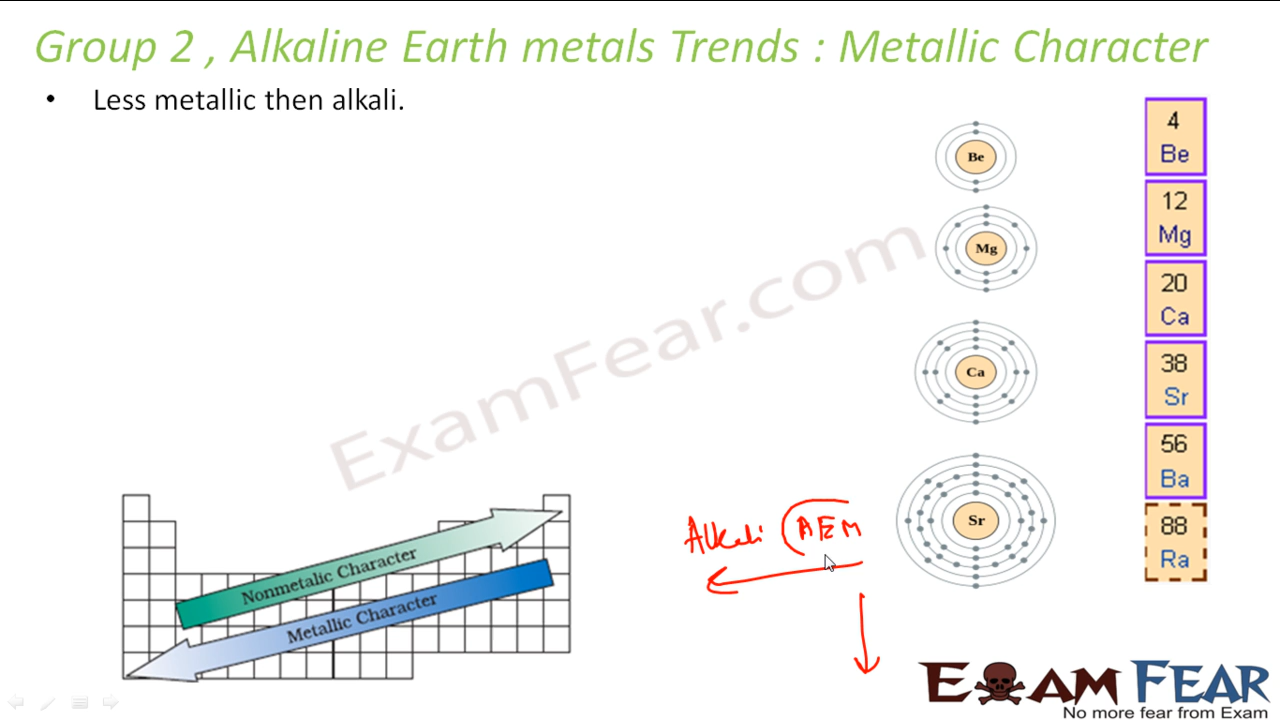 Group 2 , Alkaline Earth metals Trends : Metallic Character
• Less metallic then alkali.
Be
Mg
Ca
Sr
4
Be
12
Mg
20
Ca
38
Sr
56
Ba
88
Ra
ExamFear.com
Nonmetalic Character
Metallic Character
Alkali AEM
EXAM FEAR
No more fear from Exam